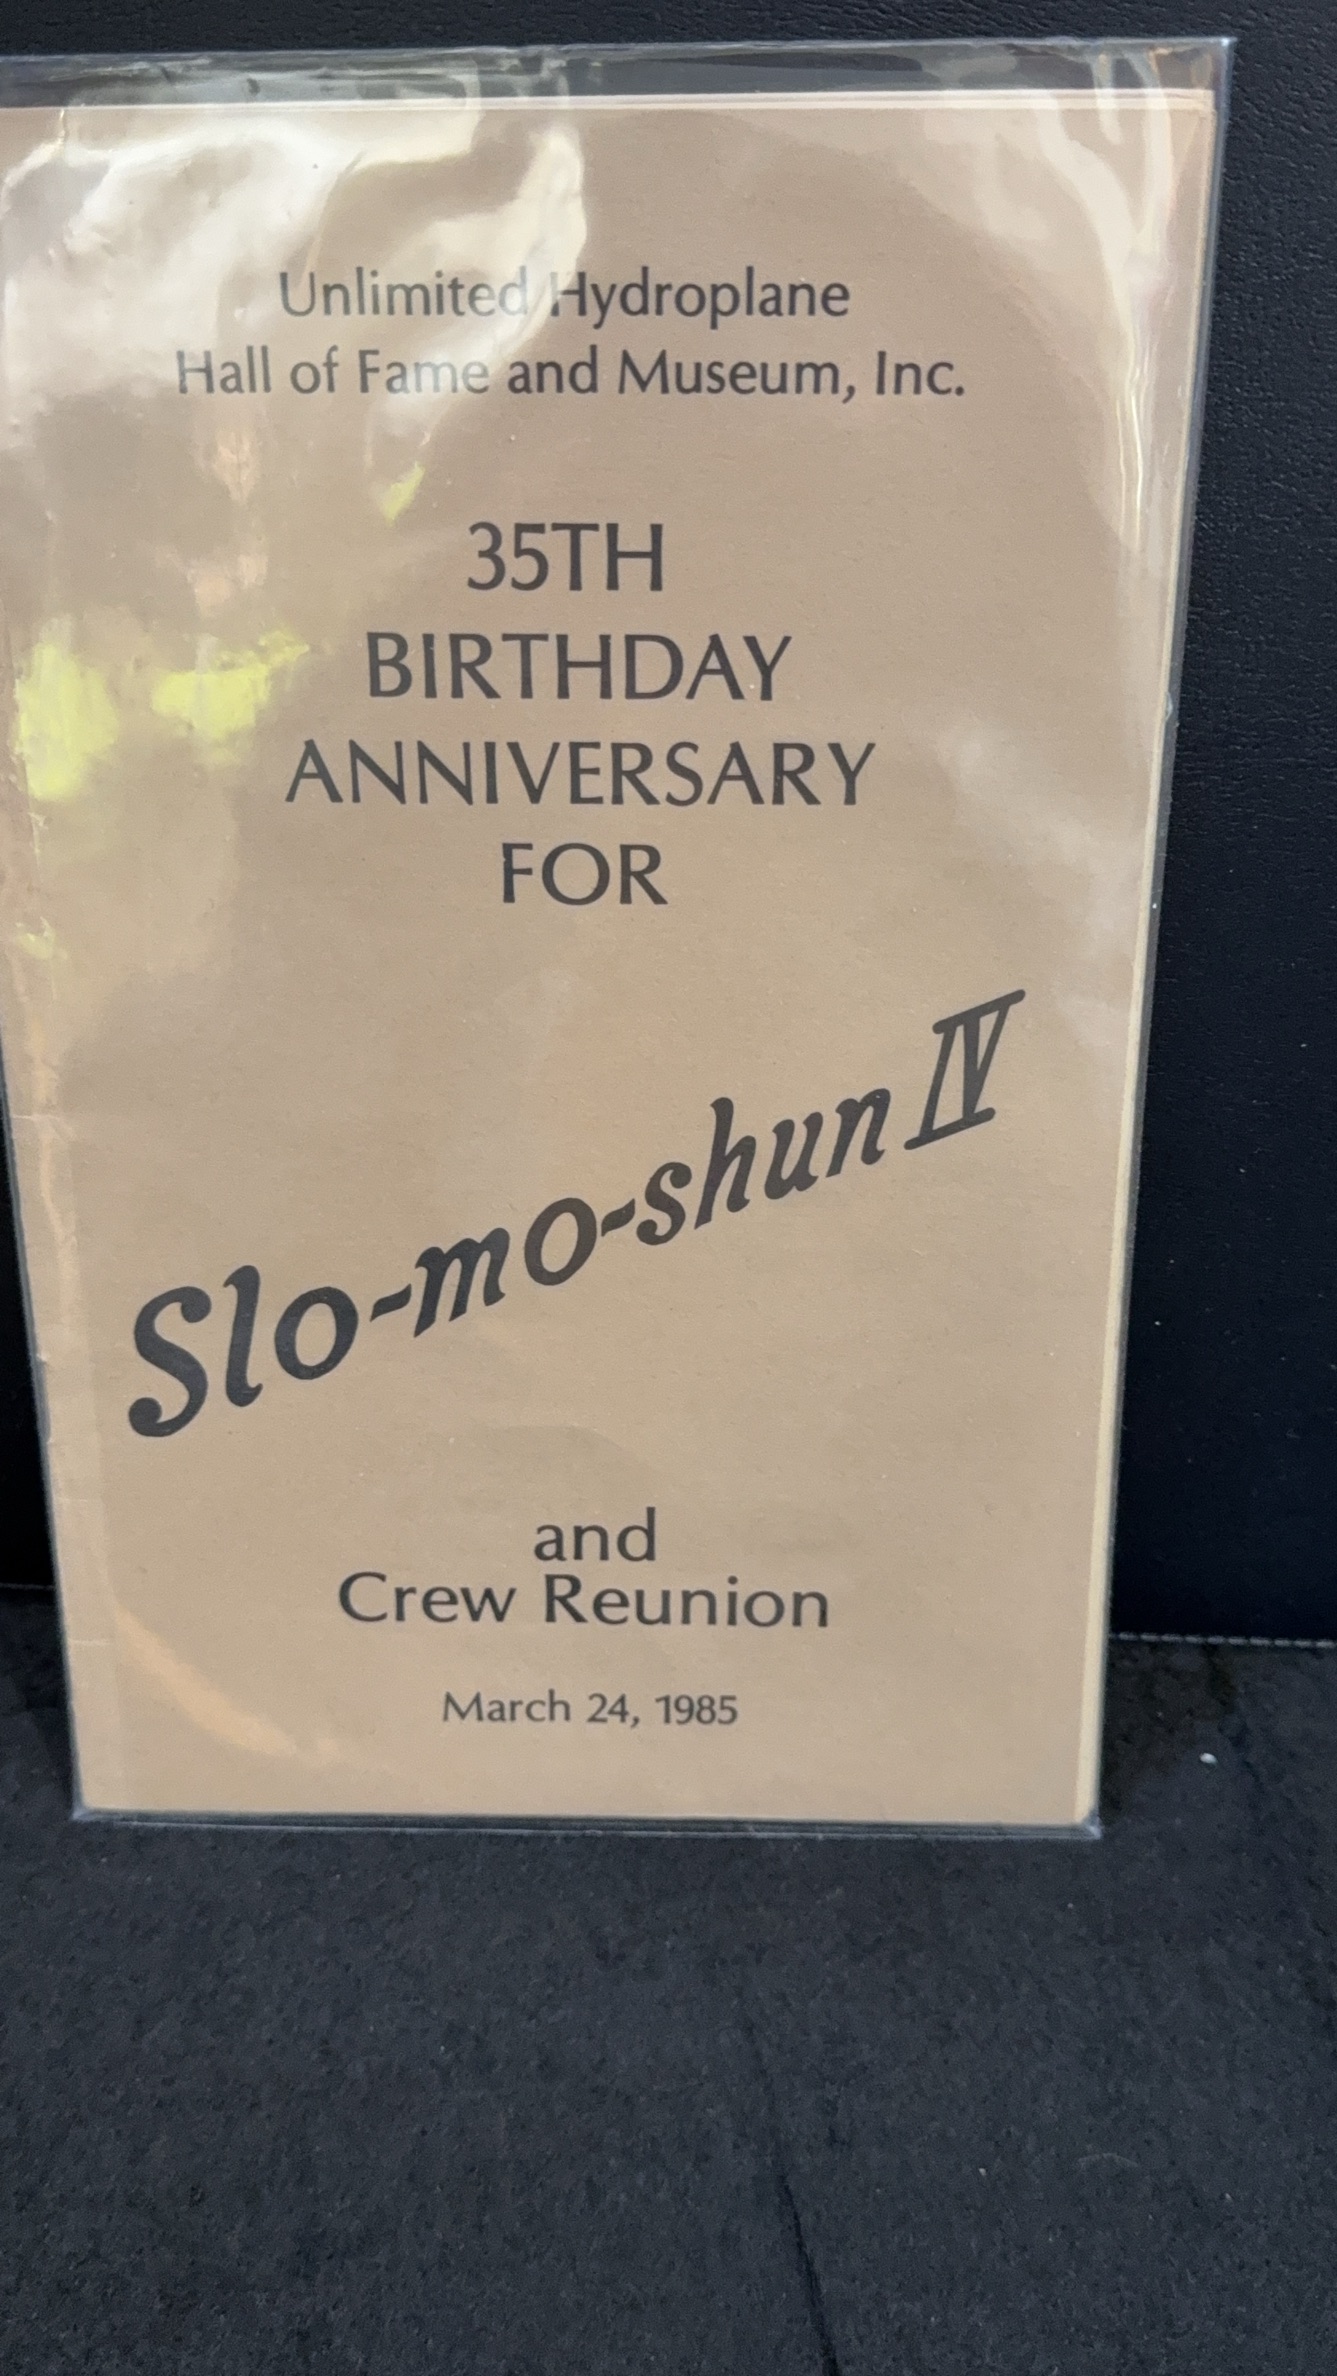 Unlimited Hydroplane
Hall of Fame and Museum, Inc.
35TH
BIRTHDAY
ANNIVERSARY
FOR
Slo-mo-shun IV
and
Crew Reunion
March 24, 1985